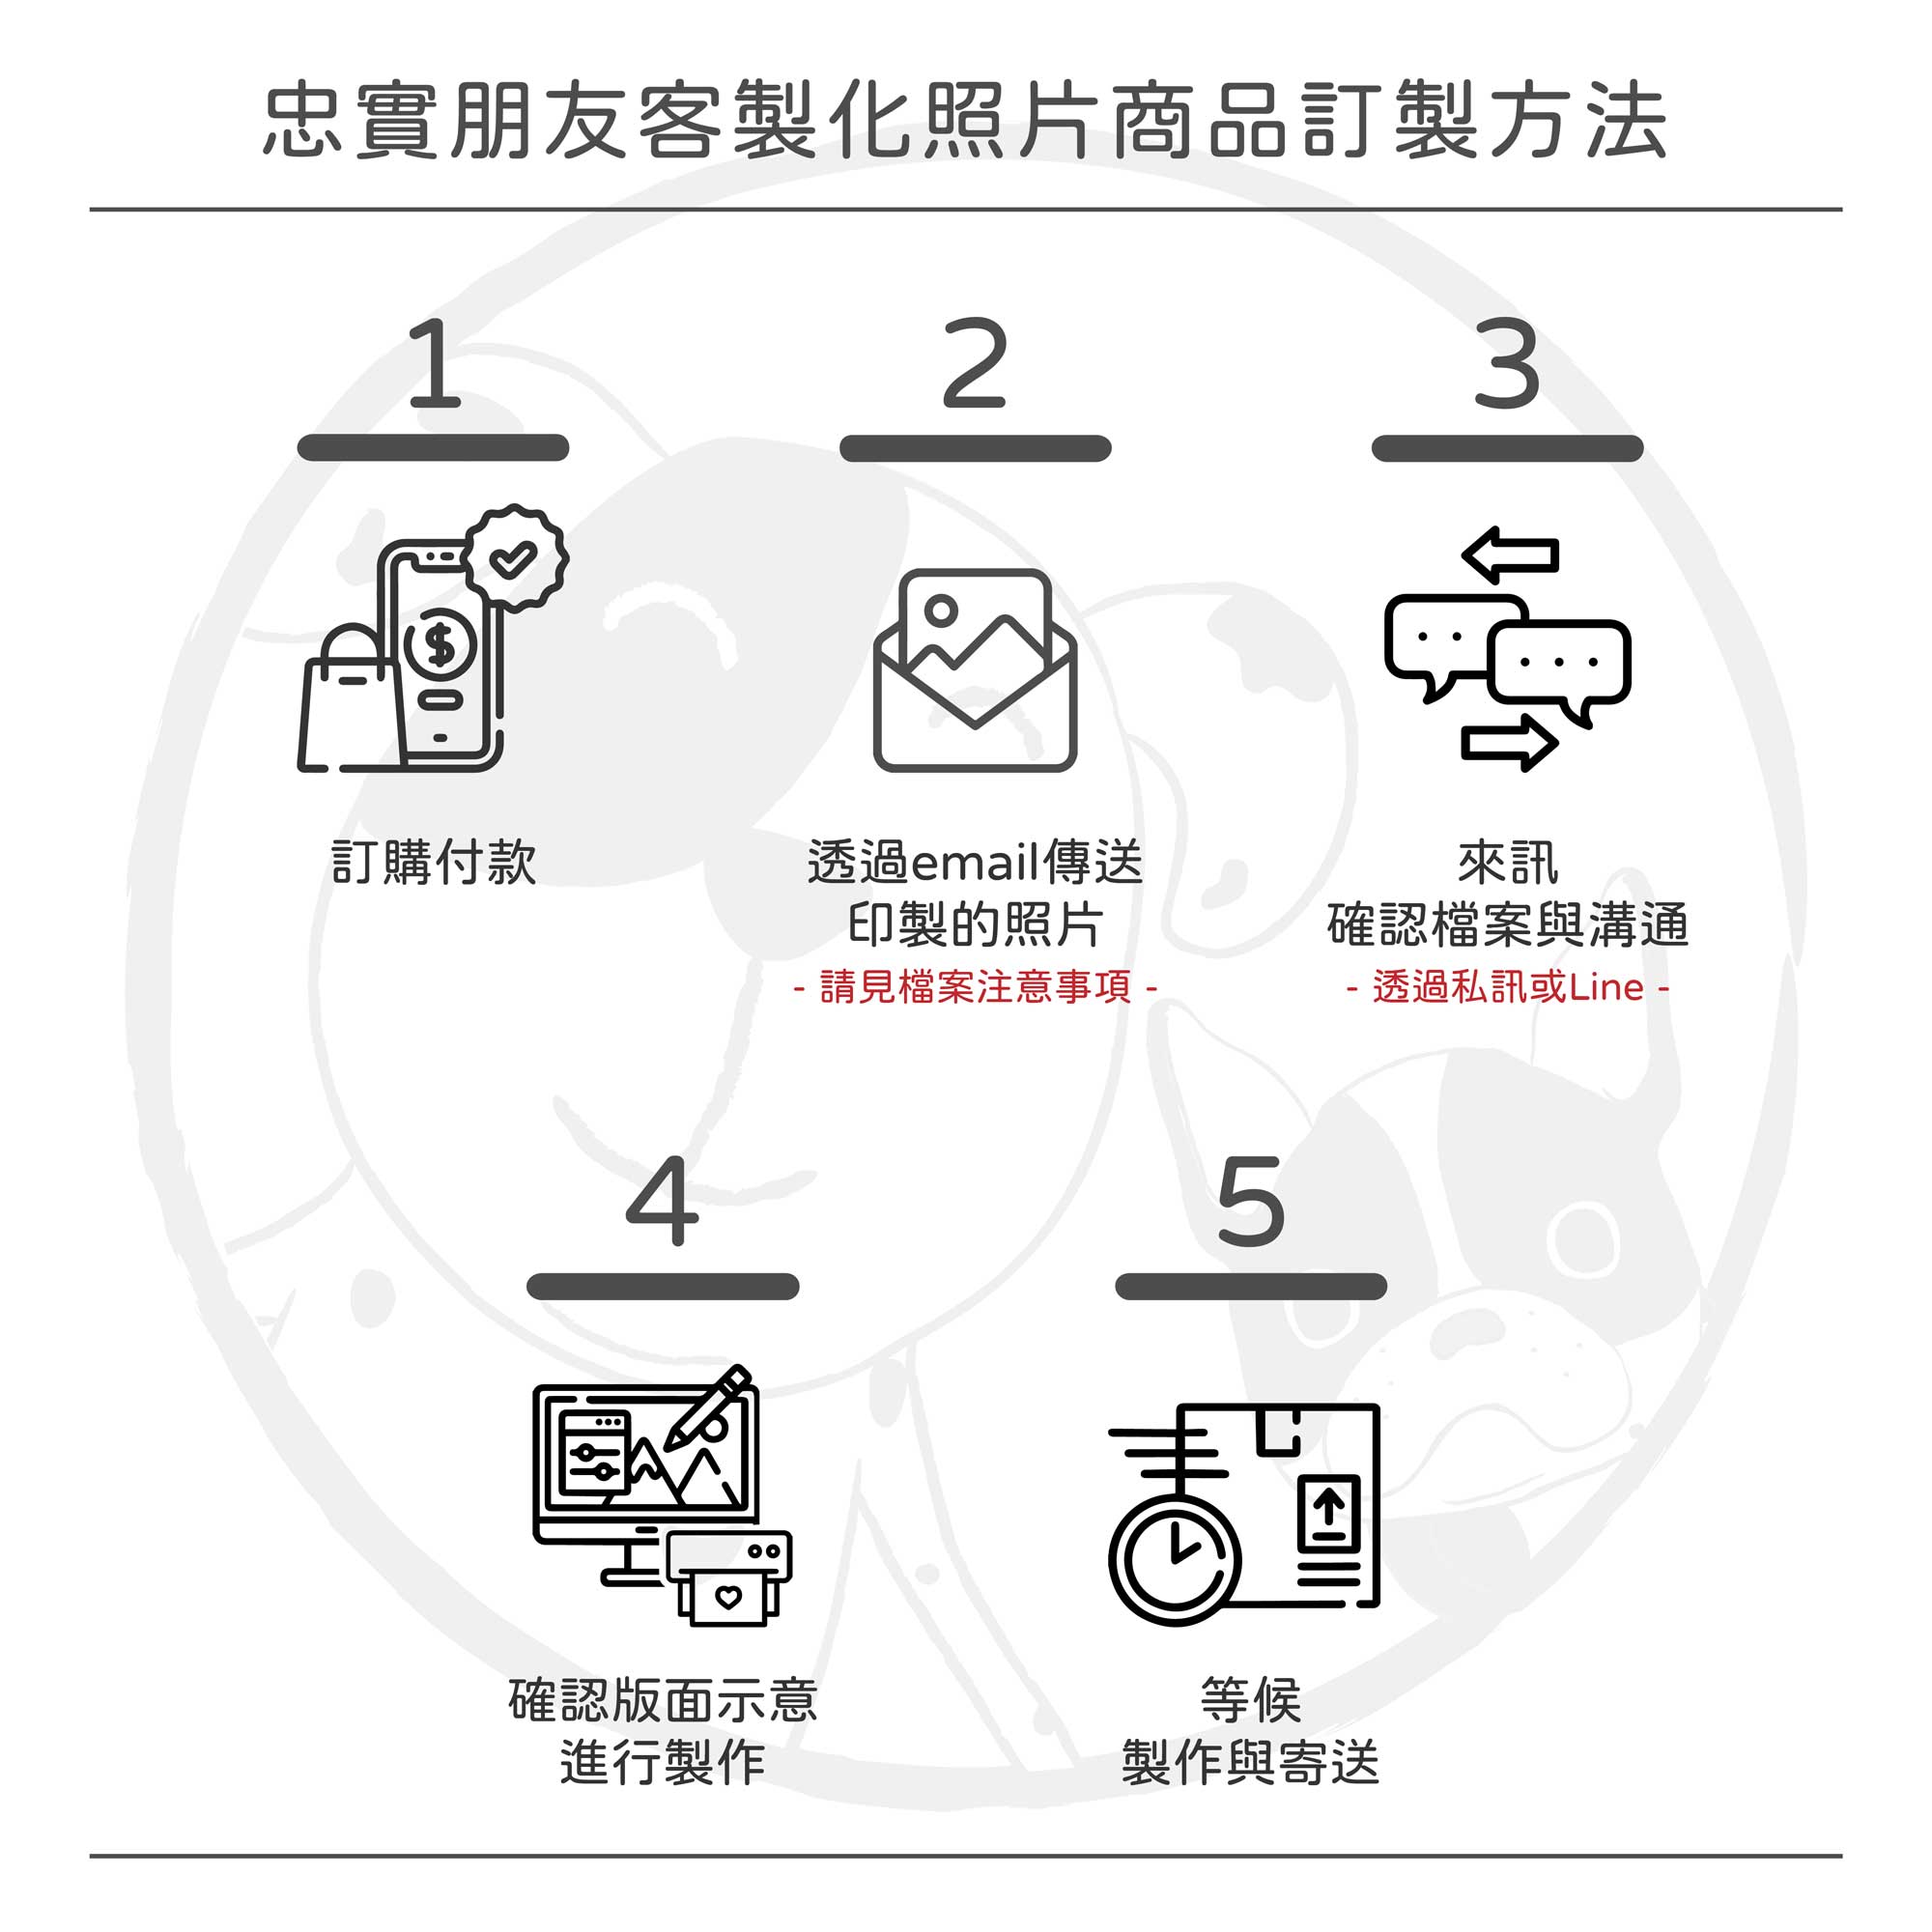 忠實朋友客製化照片商品訂製方法
1
2
3
訂購付款
透過email傳送
印製的照片
- 請見檔案注意事項 -
來訊
確認檔案與溝通
- 透過私訊或Line -
4
5
確認版面示意
進行製作
等候
製作與寄送